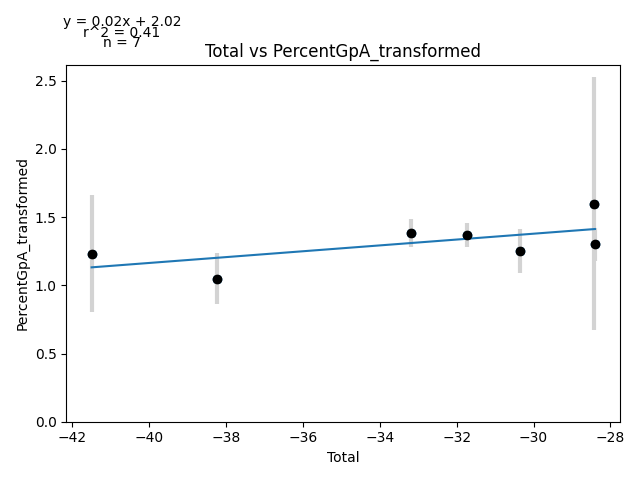 y = 0.02x + 2.02
r^2 = 0.41
n = 7
Total vs PercentGpA_transformed
PercentGpA_transformed
2.5
2.0
1.5
1.0
0.5
0.0
−42 −40 −38 −36 −34 −32 −30 −28
Total